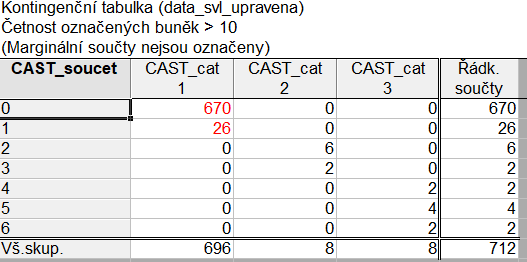 Kontingenční tabulka (data_svl_upravena)
Četnost označených buněk > 10
(Marginální součty nejsou označeny)
CAST_soucet CAST_cat CAST_cat CAST_cat Řádk.
1 2 3 součty
0 670 0 0 670
1 26 0 0 26
2 0 6 0 6
3 0 2 0 2
4 0 0 2 2
5 0 0 4 4
6 0 0 2 2
Vš.skup. 696 8 8 712